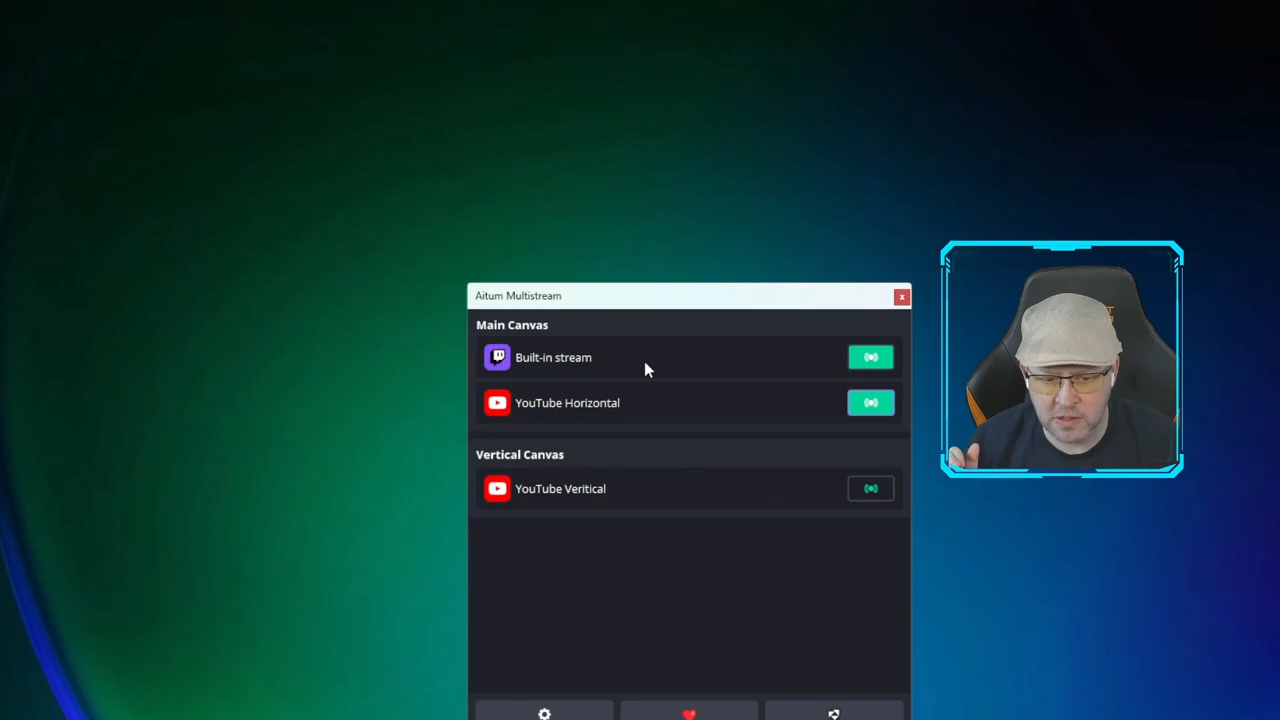 Aitum Multistream
x
Main Canvas
Built-in stream
YouTube Horizontal
Vertical Canvas
YouTube Veritical